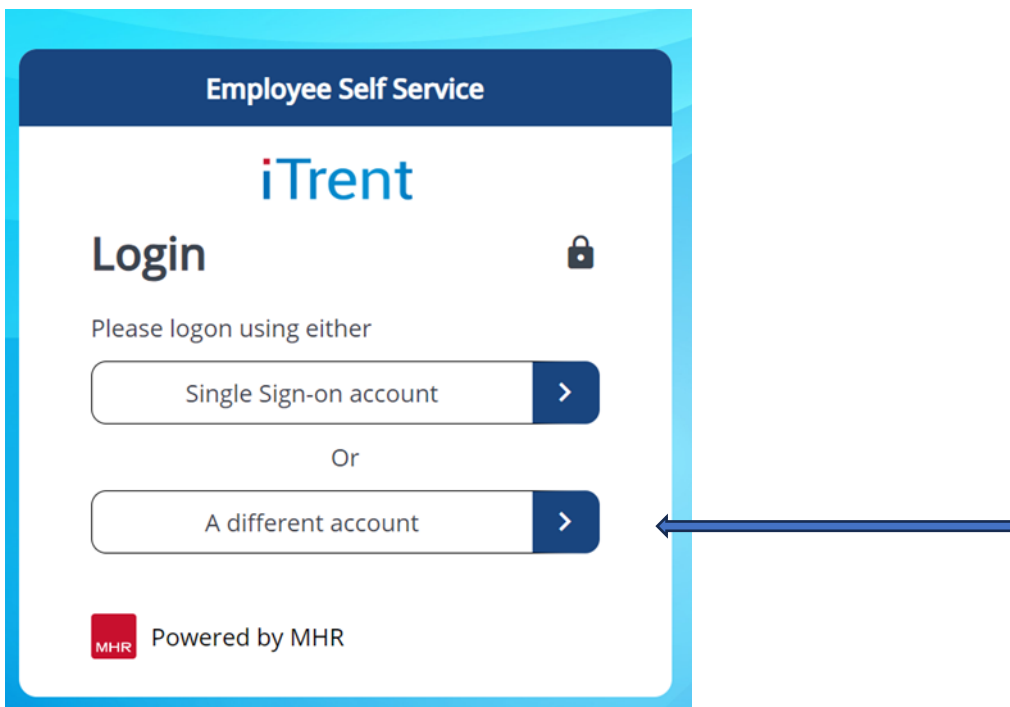 Employee Self Service
iTrent
Login
Please logon using either
Single Sign-on account
Or
A different account
MHR Powered by MHR